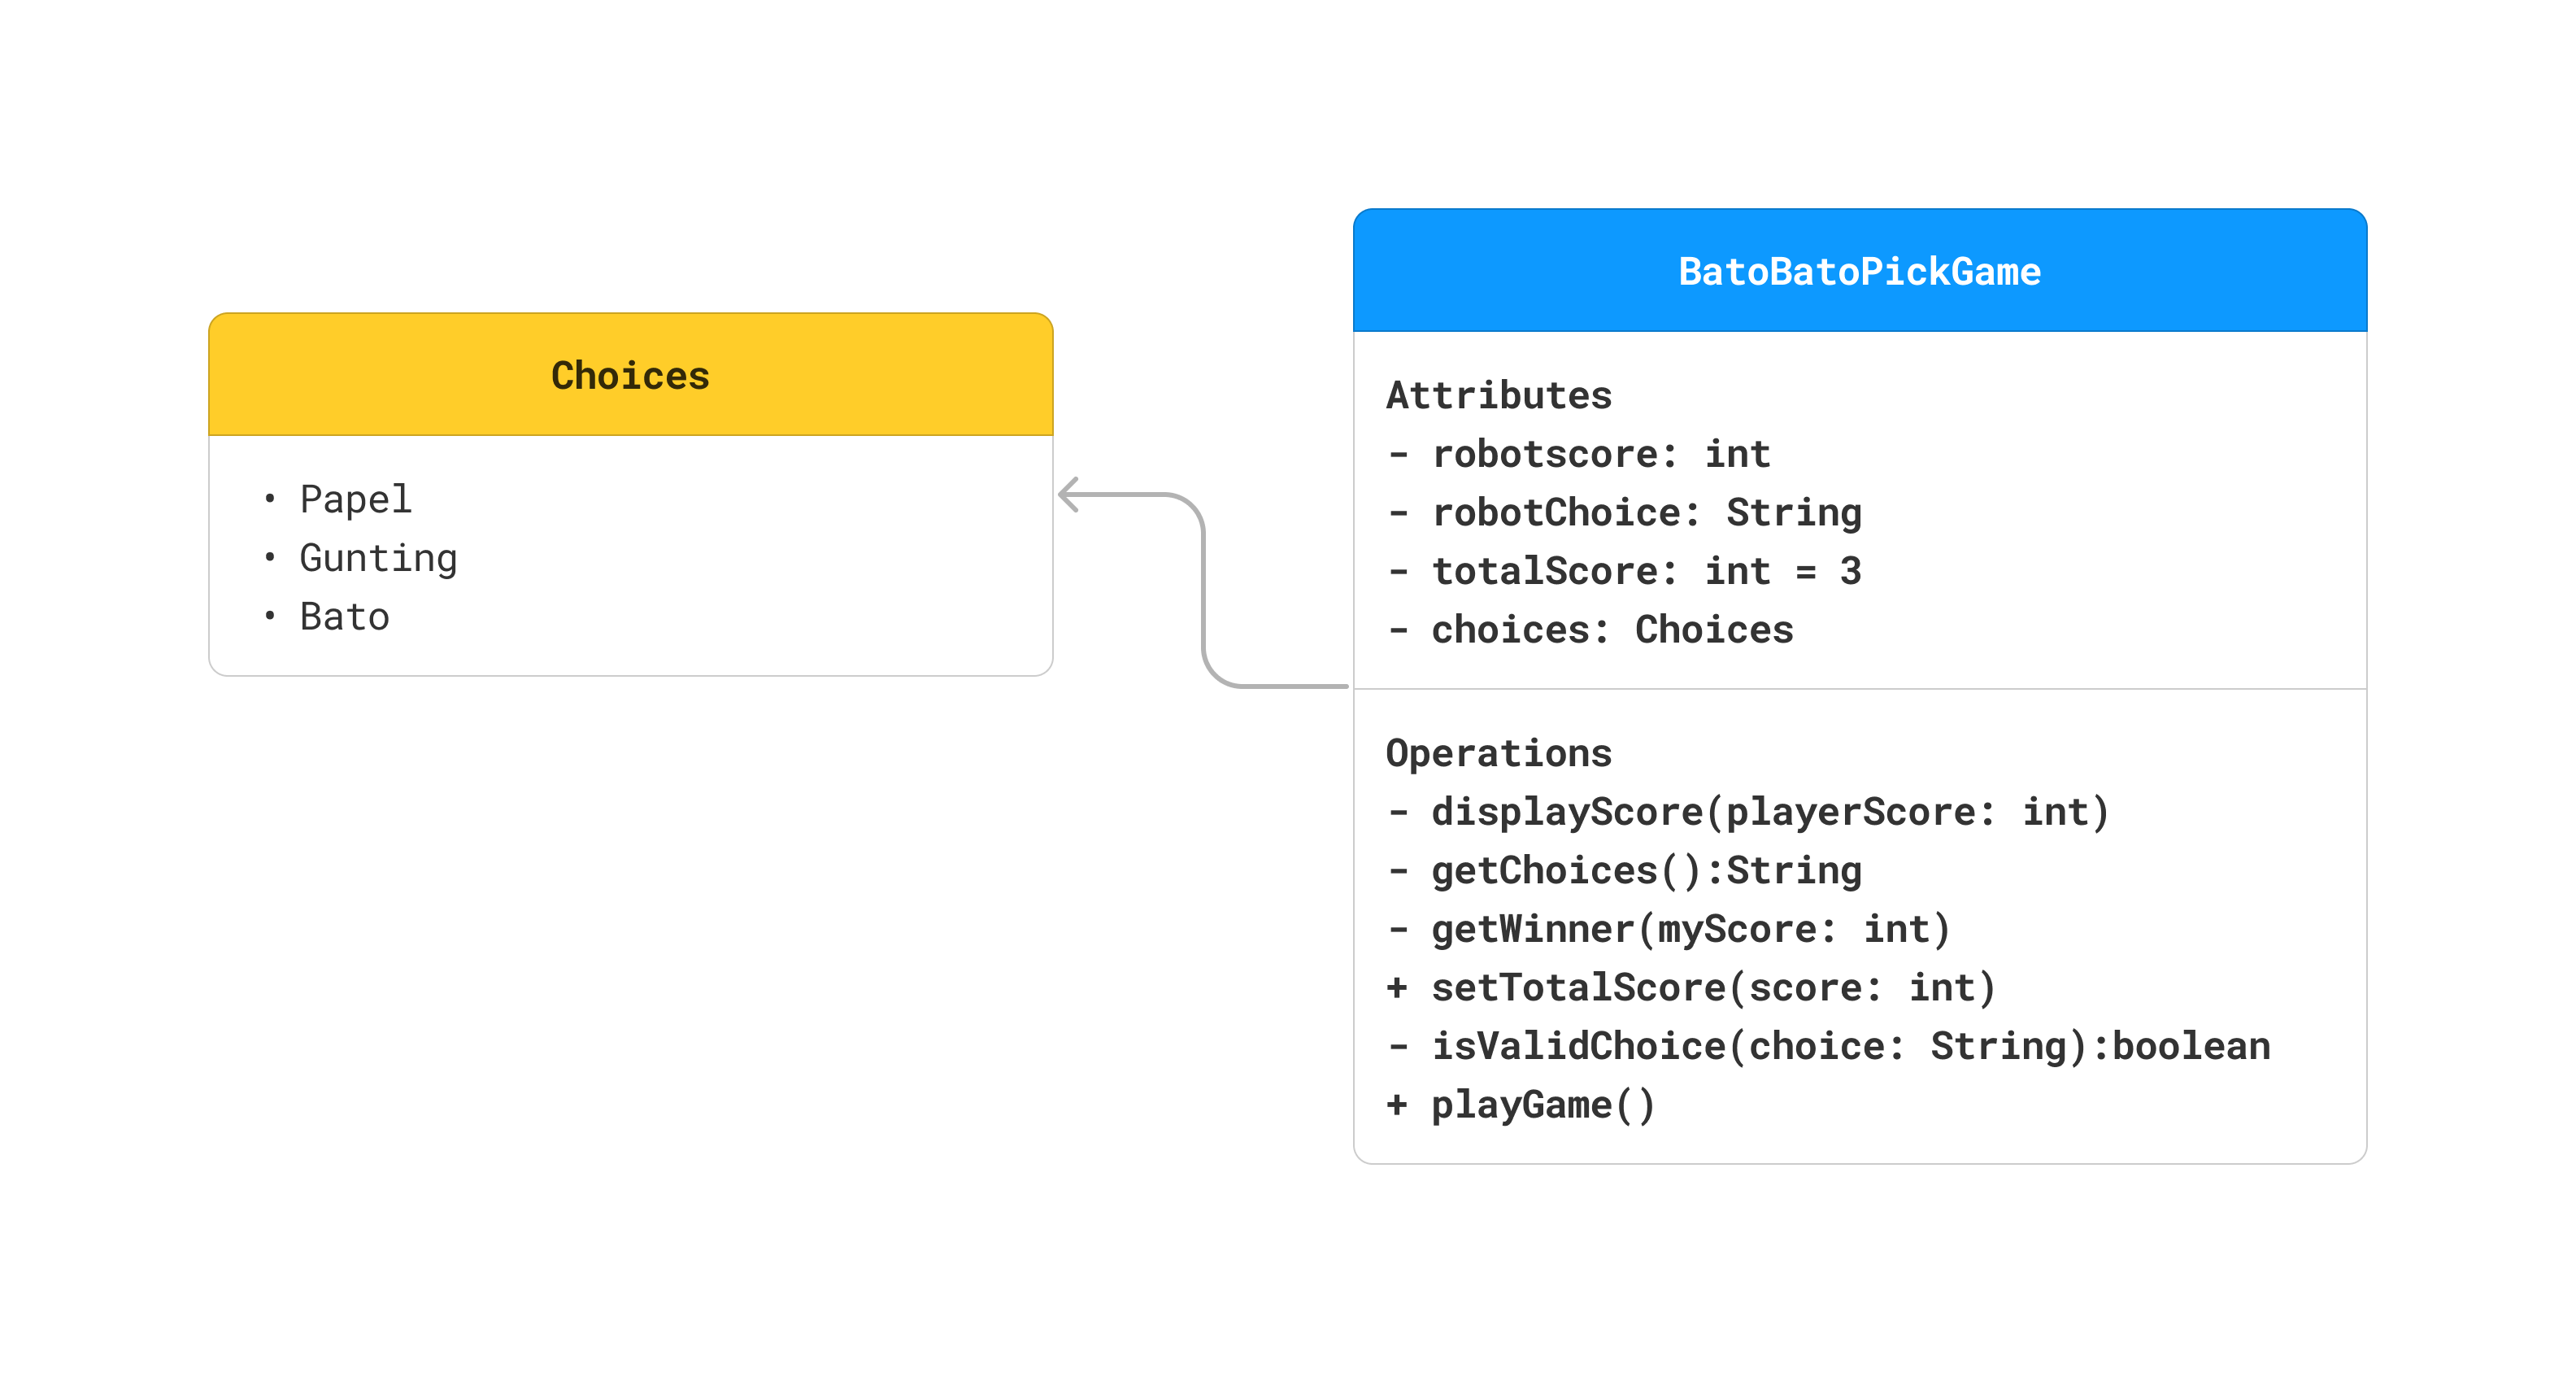 Choices
• Papel
• Gunting
• Bato
BatoBatoPickGame
Attributes
- robotscore: int
- robotChoice: String
- totalScore: int = 3
- choices: Choices
Operations
- displayScore(playerScore: int)
- getChoices():String
- getWinner(myScore: int)
+ setTotalScore(score: int)
- isValidChoice(choice: String):boolean
+ playGame()